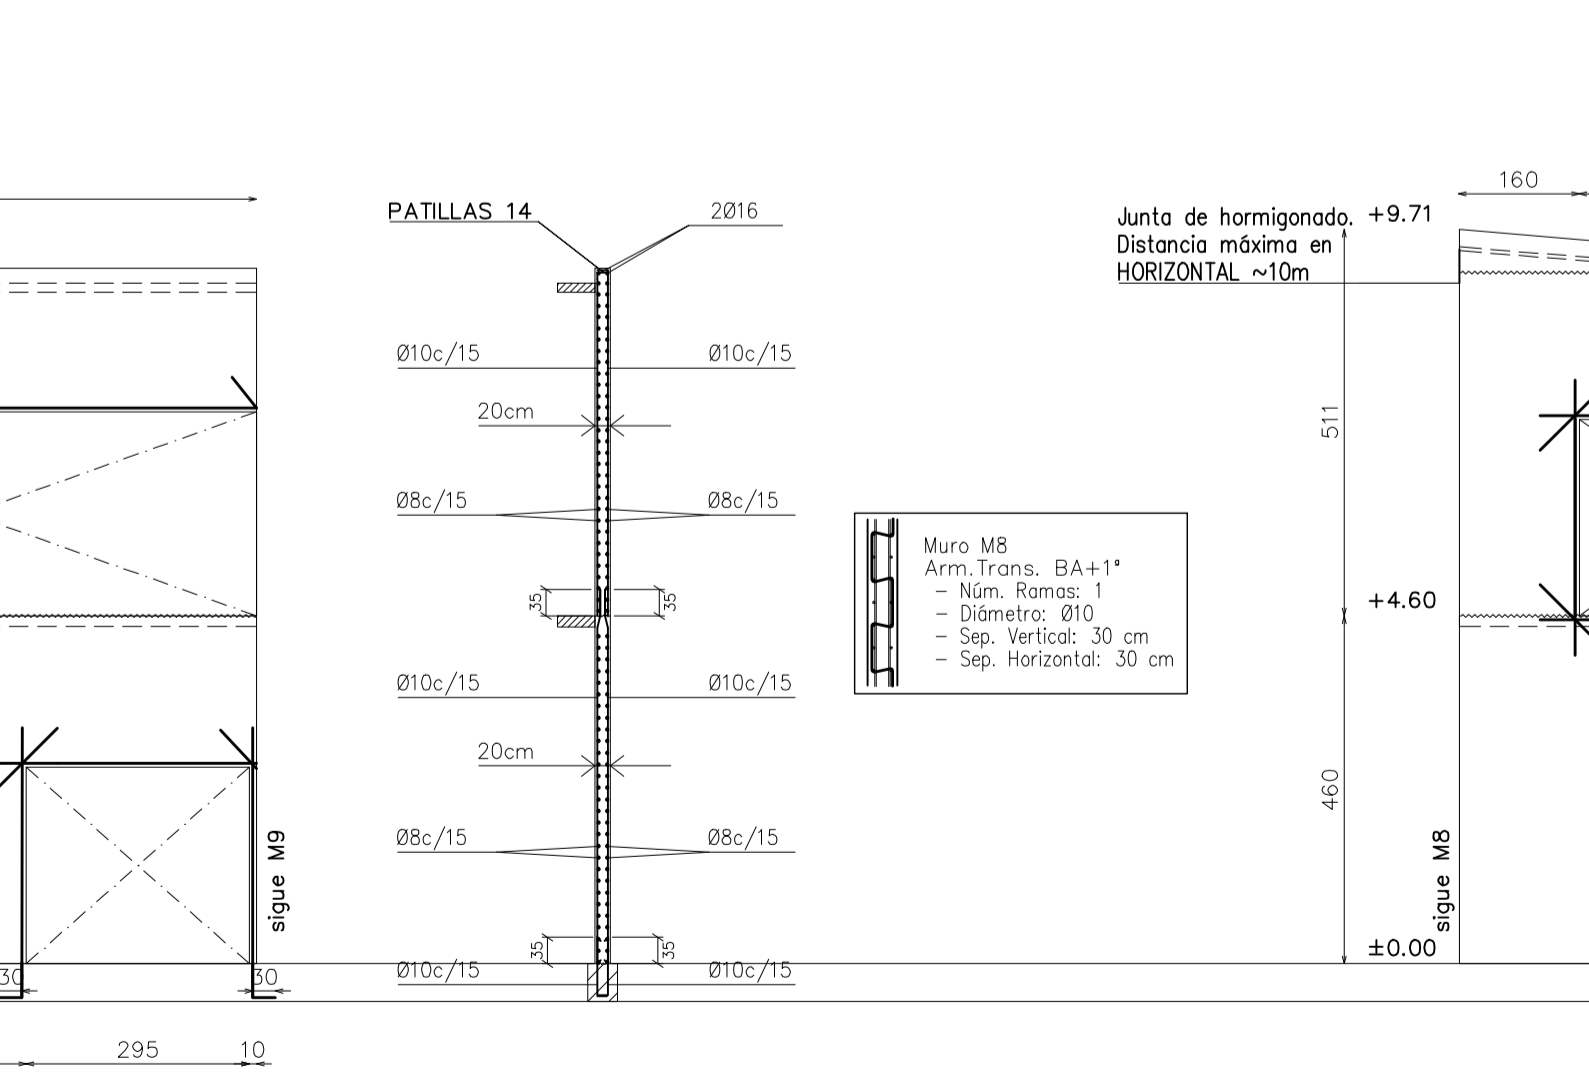 160
PATILLAS 14
2Ø16
Junta de hormigonado.
Distancia máxima en
HORIZONTAL ~10m
+9.71
Ø10c/15
Ø10c/15
20cm
511
Ø8c/15
Ø8c/15
Muro M8
Arm.Trans. BA+1ª
- Núm. Ramas: 1
- Diámetro: Ø10
- Sep. Vertical: 30 cm
- Sep. Horizontal: 30 cm
35
35
+4.60
Ø10c/15
Ø10c/15
20cm
460
Ø8c/15
Ø8c/15
sigue M9
sigue M8
35
35
±0.00
30
30
Ø10c/15
Ø10c/15
295
10